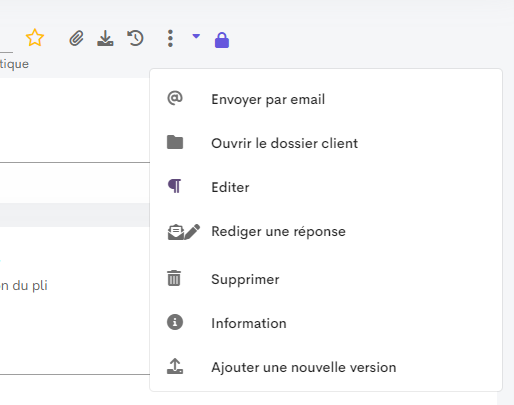 tique
Envoyer par email
Ouvrir le dossier client
Editer
Rediger une réponse
n du pli
Supprimer
Information
Ajouter une nouvelle version